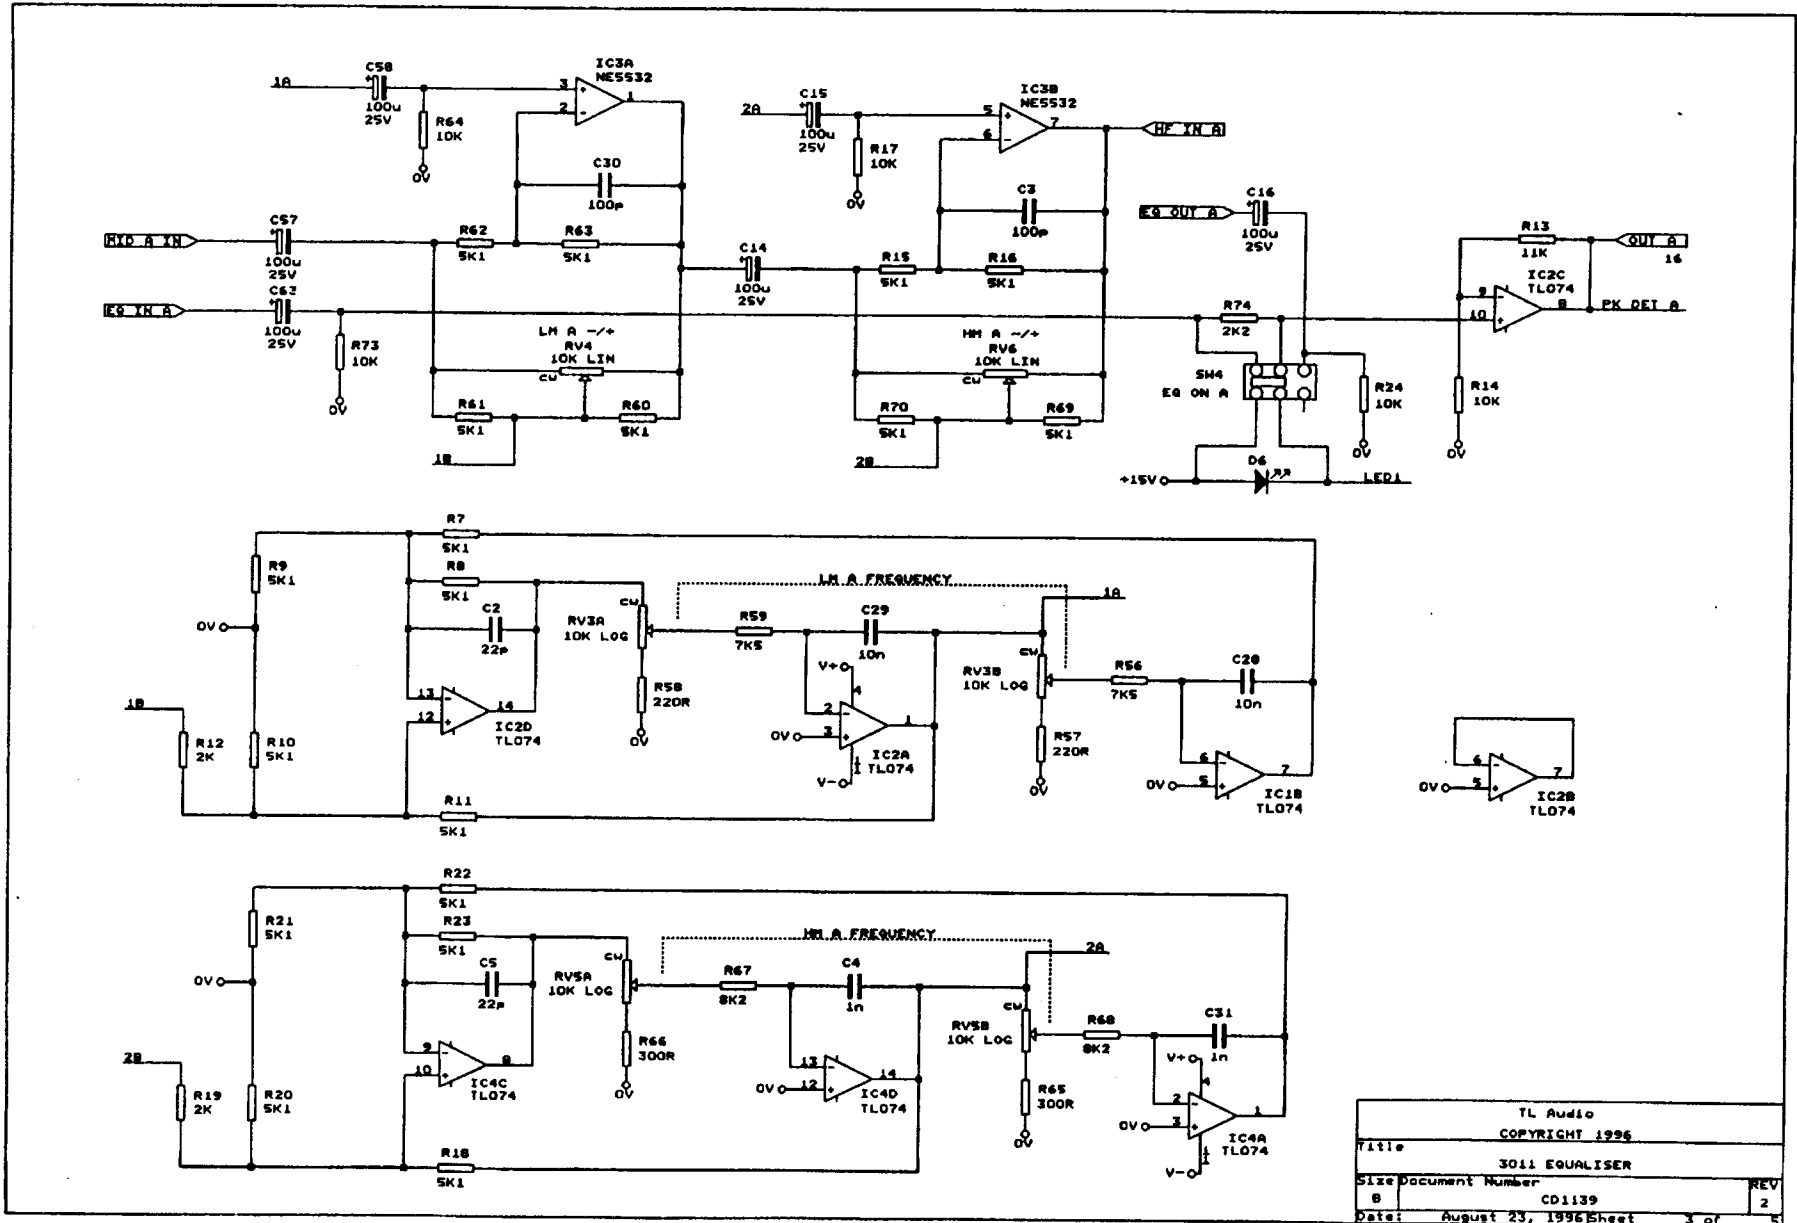 1A
C58
100u
25V
R64
10K
0V
3
2
1
IC3A
NE5532
C30
100p
MID A IN
C57
100u
25V
R62
5K1
R63
5K1
EQ IN A
C63
100u
25V
R73
10K
0V
LM A -/+
RV4
10K LIN
CW
R61
5K1
R60
5K1
1B
2A
C15
100u
25V
R17
10K
0V
5
6
7
IC3B
NE5532
HF IN A
C3
100p
C14
100u
25V
R15
5K1
R16
5K1
HM A -/+
RV6
10K LIN
CW
R70
5K1
R69
5K1
2B
EQ OUT A
C16
100u
25V
R74
2K2
SW4
EQ ON A
R24
10K
0V
+15V
D6
LED1
R13
11K
OUT A
16
IC2C
TL074
9
10
8
PK DET A
R14
10K
0V
R7
5K1
R9
5K1
R8
5K1
C2
22p
0V
1B
R12
2K
R10
5K1
13
12
14
IC2D
TL074
R11
5K1
LM A FREQUENCY
CW
RV3A
10K LOG
R58
220R
0V
R59
7K5
C29
10n
V+
4
2
0V
3
1
IC2A
TL074
11
V-
1A
CW
RV3B
10K LOG
R57
220R
0V
R56
7K5
C28
10n
6
0V
5
7
IC1B
TL074
6
0V
5
7
IC2B
TL074
R22
5K1
R21
5K1
R23
5K1
C5
22p
0V
2B
R19
2K
R20
5K1
9
10
8
IC4C
TL074
R18
5K1
HM A FREQUENCY
CW
RV5A
10K LOG
R66
300R
0V
R67
8K2
C4
1n
13
0V
12
14
IC4D
TL074
2A
CW
RV5B
10K LOG
R65
300R
0V
R68
8K2
C31
1n
V+
4
2
0V
3
1
IC4A
TL074
11
V-
TL Audio
COPYRIGHT 1996
Title
3011 EQUALISER
Size
Document Number
REV
B
CD1139
2
Date: August 23, 1996 Sheet 3 of 5